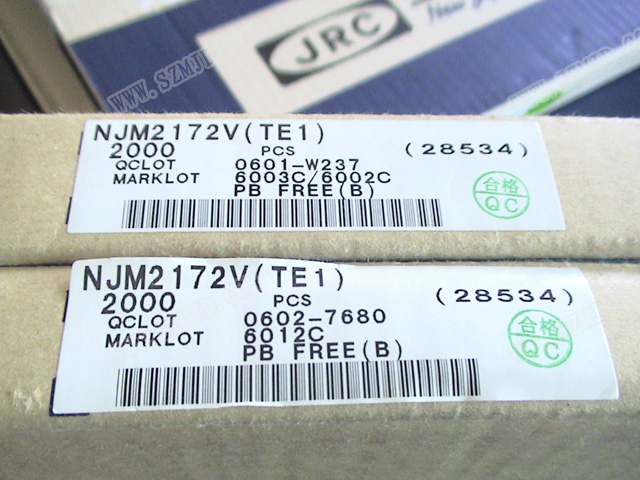 JRC
New
NJM2172V(TE1)
2000 PCS (28534)
QCLOT 0601-W237
MARKLOT 6003C/6002C
PB FREE(B)
合格
QC
NJM2172V(TE1)
2000 PCS (28534)
QCLOT 0602-7680
MARKLOT 6012C
PB FREE(B)
合格
QC